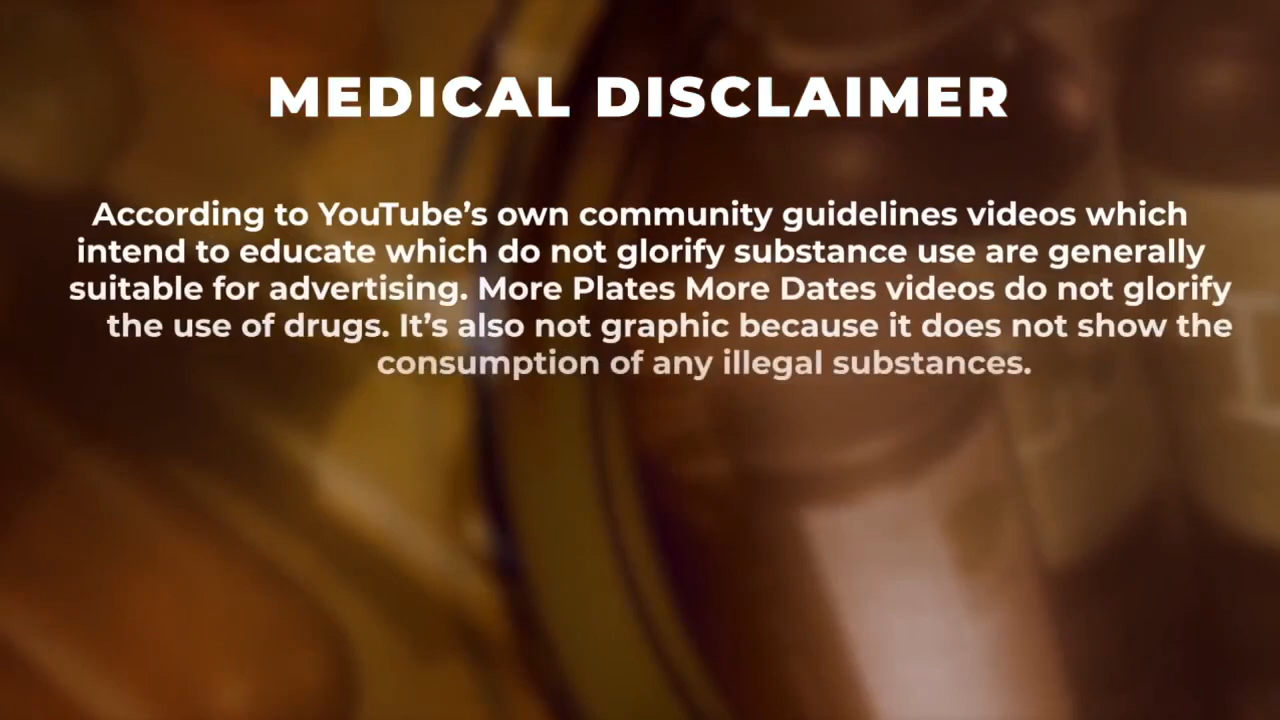 MEDICAL DISCLAIMER
According to YouTube’s own community guidelines videos which
intend to educate which do not glorify substance use are generally
suitable for advertising. More Plates More Dates videos do not glorify
the use of drugs. It’s also not graphic because it does not show the
consumption of any illegal substances.